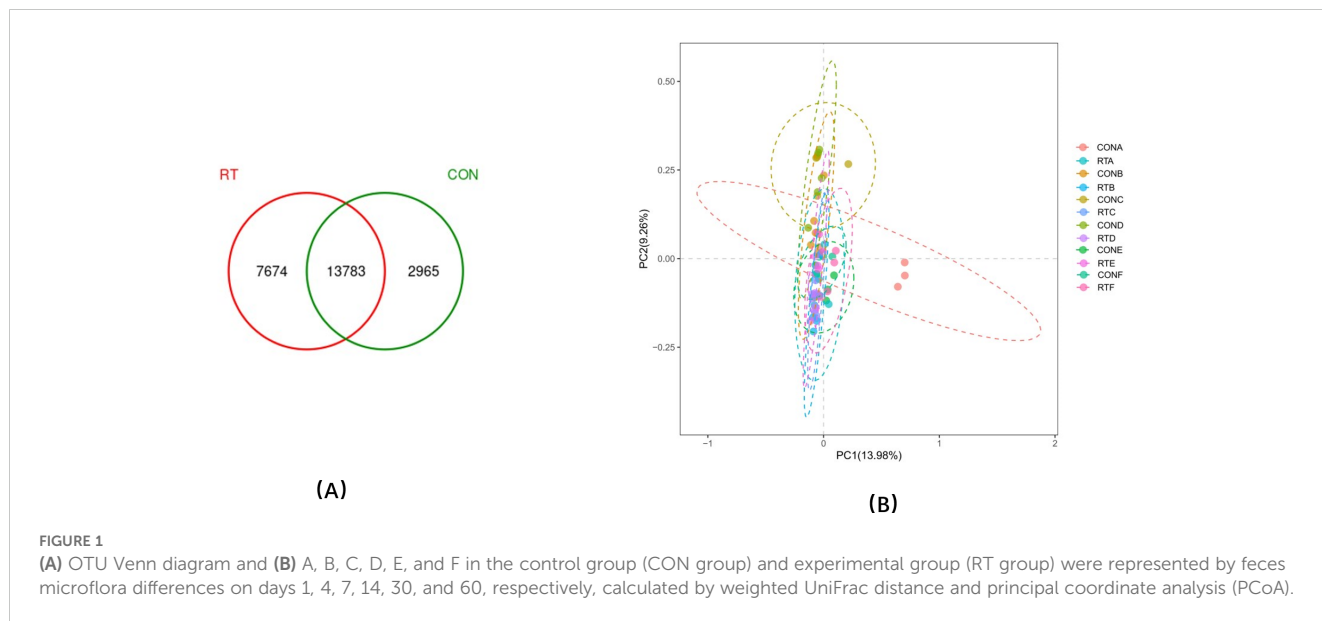 RT
CON
7674
13783
2965
(A)
0.50
0.25
0.00
−0.25
PC2(9.26%)
−1
0
1
2
PC1(13.98%)
CONA
RTA
CONB
RTB
CONC
RTC
COND
RTD
CONE
RTE
CONF
RTF
(B)
FIGURE 1
(A) OTU Venn diagram and (B) A, B, C, D, E, and F in the control group (CON group) and experimental group (RT group) were represented by feces
microflora differences on days 1, 4, 7, 14, 30, and 60, respectively, calculated by weighted UniFrac distance and principal coordinate analysis (PCoA).